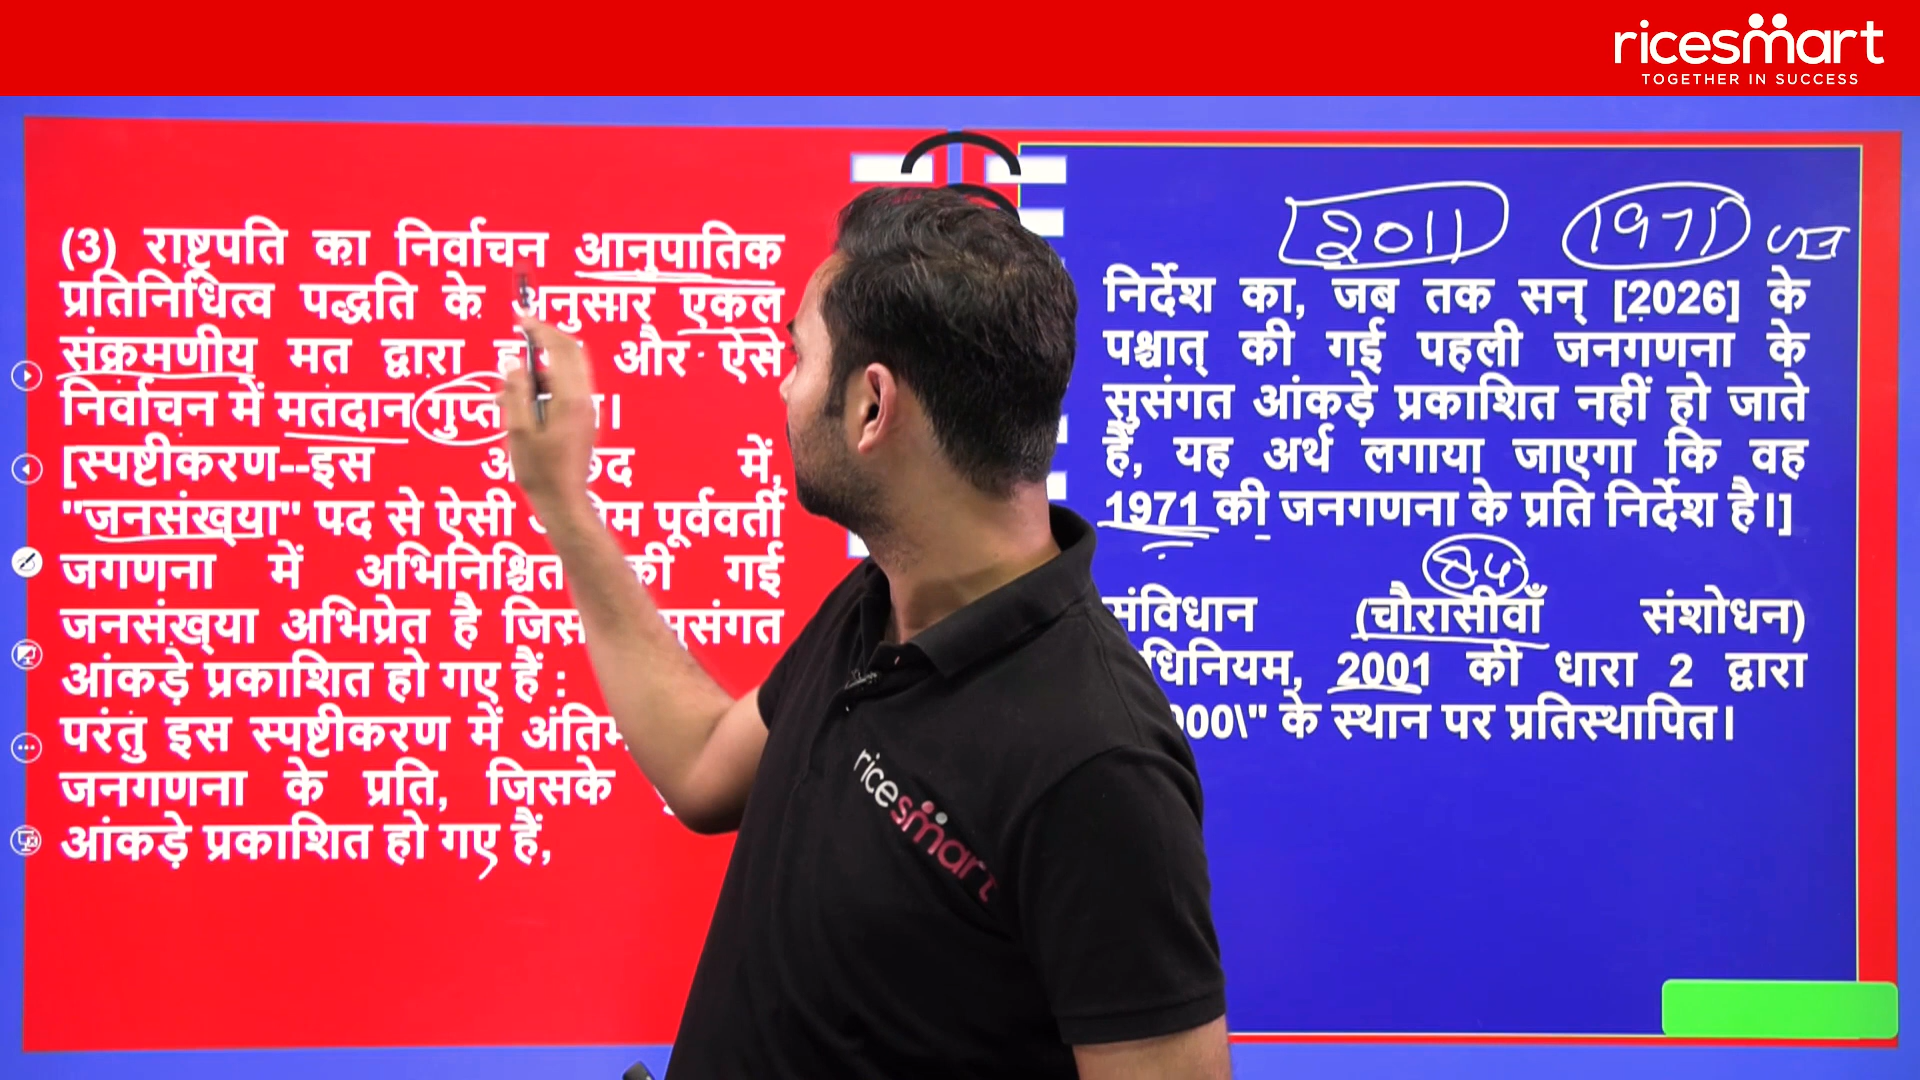 ricesmart
TOGETHER IN SUCCESS
(3) राष्ट्रपति का निर्वाचन आनुपातिक
प्रतिनिधित्व पद्धति के अनुसार एकल
संक्रमणीय मत द्वारा और ऐसे
निर्वाचन में मतदान गुप्त
[स्पष्टीकरण--इस में,
"जनसंख्या" पद से ऐसी पूर्ववर्ती
जगणना में अभिनिश्चित की गई
जनसंख्या अभिप्रेत है सुसंगत
आंकड़े प्रकाशित हो गए हैं :
परंतु इस स्पष्टीकरण में
जनगणना के प्रति, जिसके
आंकड़े प्रकाशित हो गए हैं,
2011 1971
निर्देश का, जब तक सन् [2026] के
पश्चात् की गई पहली जनगणना के
सुसंगत आंकड़े प्रकाशित नहीं हो जाते
हैं, यह अर्थ लगाया जाएगा कि वह
1971 की जनगणना के प्रति निर्देश है।]
84
संविधान (चौरासीवाँ संशोधन)
2001 की धारा 2 द्वारा
के स्थान पर प्रतिस्थापित।
ricesmart